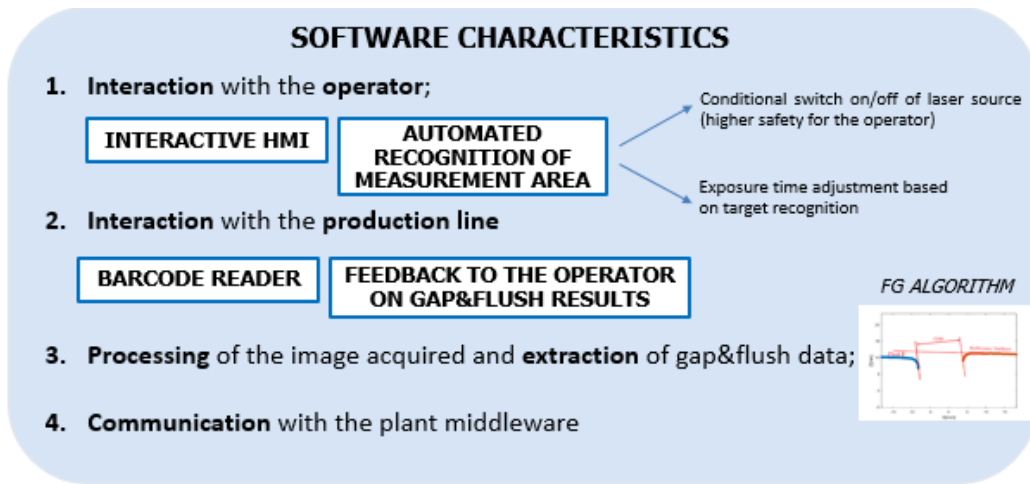 SOFTWARE CHARACTERISTICS
1. Interaction with the operator;
INTERACTIVE HMI
AUTOMATED
RECOGNITION OF
MEASUREMENT AREA
Conditional switch on/off of laser source
(higher safety for the operator)
Exposure time adjustment based
on target recognition
2. Interaction with the production line
BARCODE READER
FEEDBACK TO THE OPERATOR
ON GAP&FLUSH RESULTS
FG ALGORITHM
3. Processing of the image acquired and extraction of gap&flush data;
4. Communication with the plant middleware